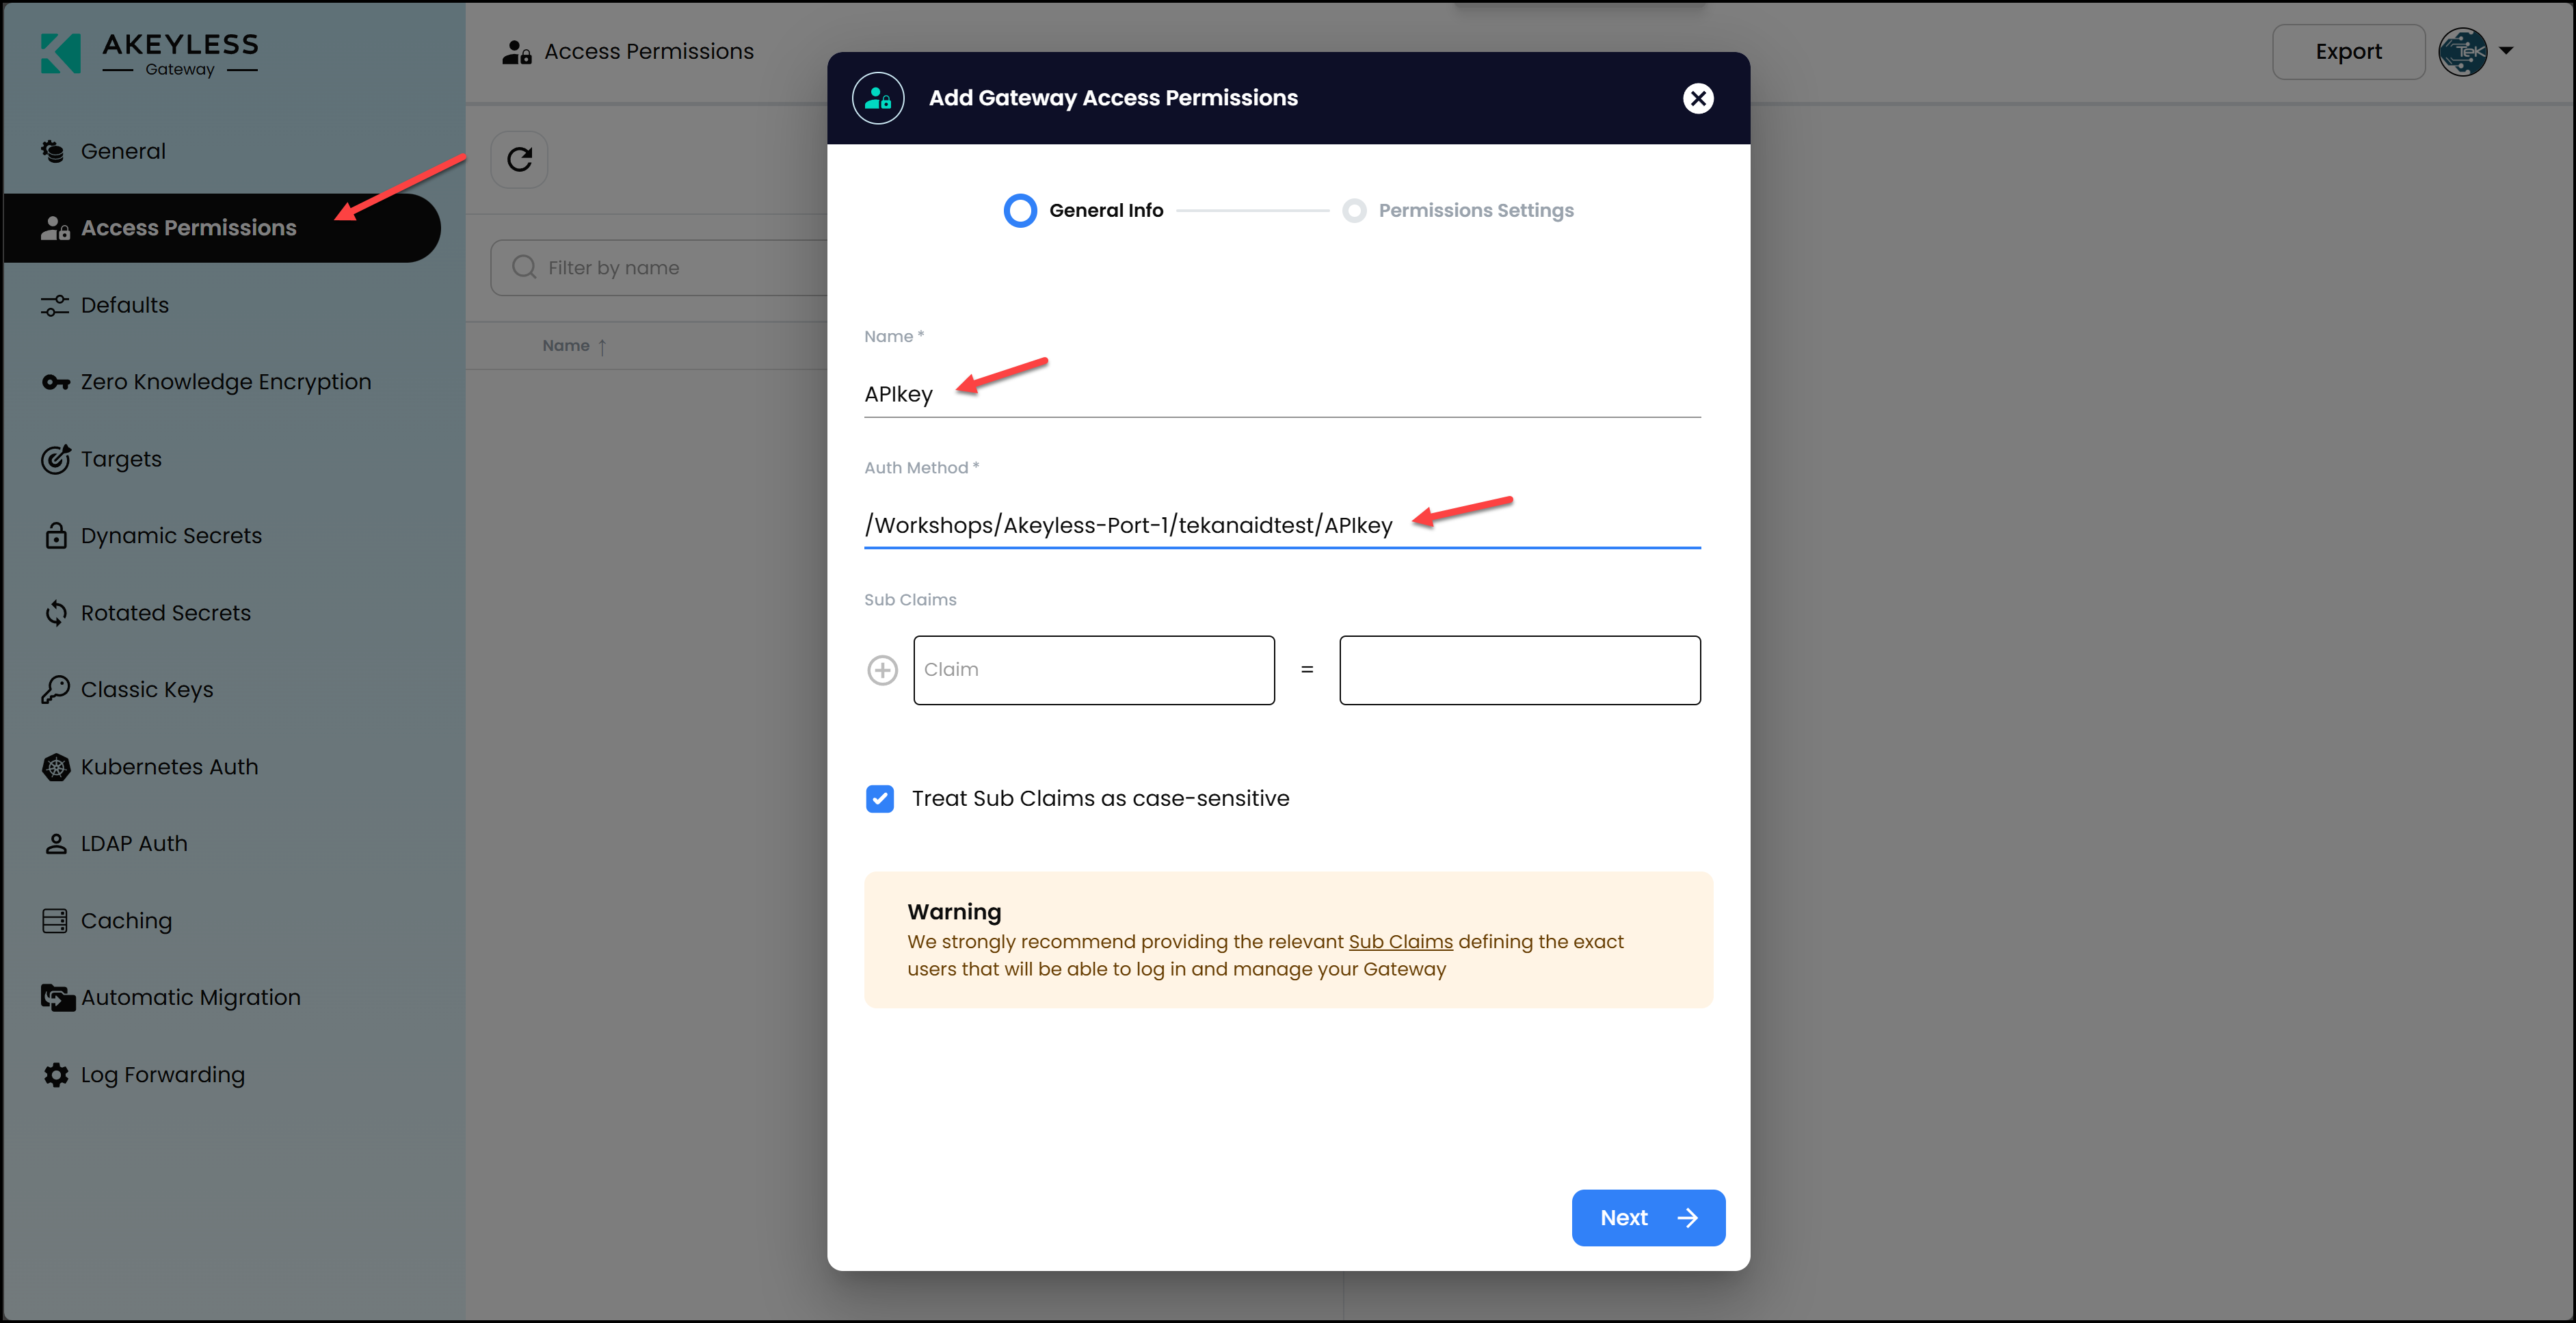 AKEYLESS
Gateway
General
Access Permissions
Defaults
Zero Knowledge Encryption
Targets
Dynamic Secrets
Rotated Secrets
Classic Keys
Kubernetes Auth
LDAP Auth
Caching
Automatic Migration
Log Forwarding
Access Permissions
Export
TeK
Filter by name
Name ↑
Add Gateway Access Permissions
General Info
Permissions Settings
Name *
APIkey
Auth Method *
/Workshops/Akeyless-Port-1/tekanaidtest/APIkey
Sub Claims
Claim
=
Treat Sub Claims as case-sensitive
Warning
We strongly recommend providing the relevant Sub Claims defining the exact
users that will be able to log in and manage your Gateway
Next →